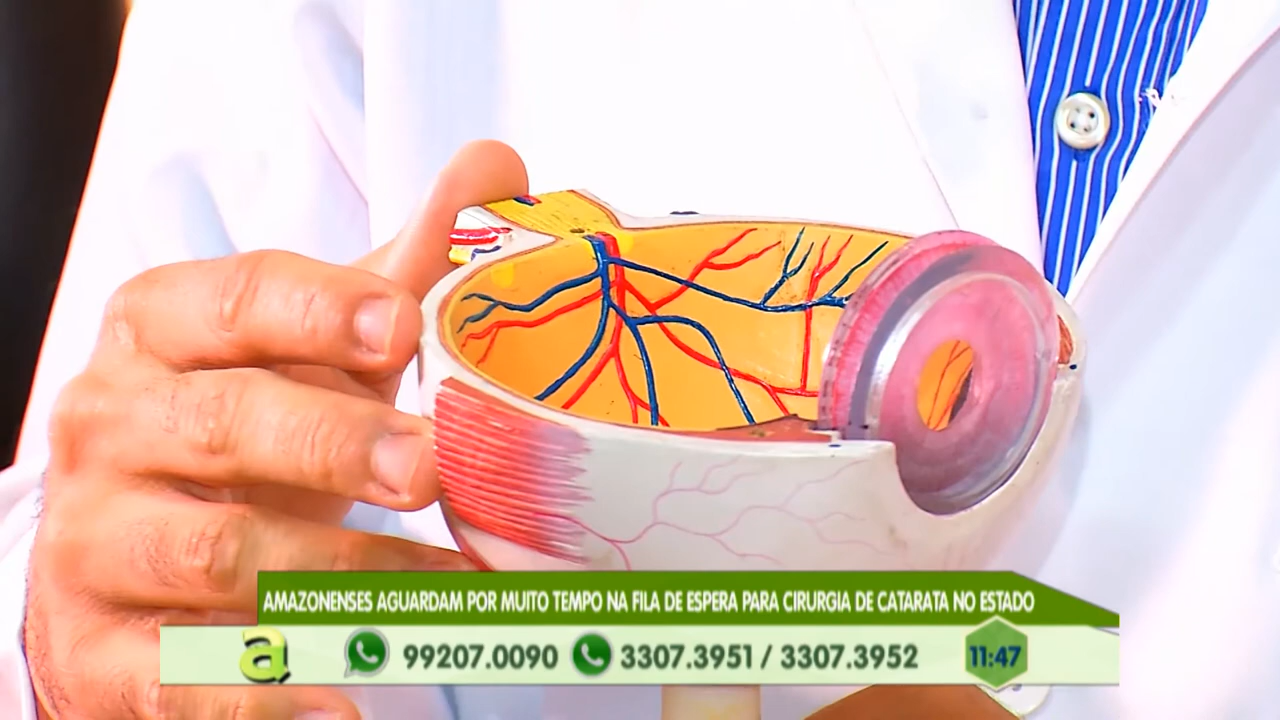 AMAZONENSES AGUARDAM POR MUITO TEMPO NA FILA DE ESPERA PARA CIRURGIA DE CATARATA NO ESTADO
a 99207.0090 3307.3951 / 3307.3952 11:47